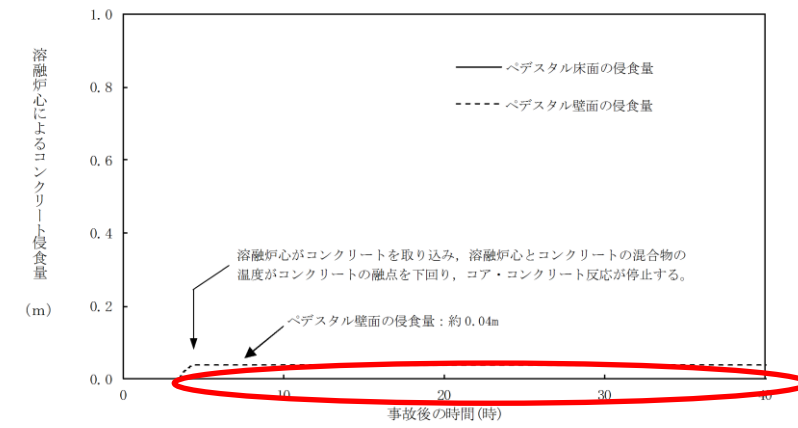 溶融炉心によるコンクリート侵食量
(m)
1.0
0.8
0.6
0.4
0.2
0.0
ペデスタル床面の侵食量
ペデスタル壁面の侵食量
溶融炉心がコンクリートを取り込み，溶融炉心とコンクリートの混合物の
温度がコンクリートの融点を下回り，コア・コンクリート反応が停止する。
ペデスタル壁面の侵食量：約0.04m
0 10 20 30 40
事故後の時間(時)